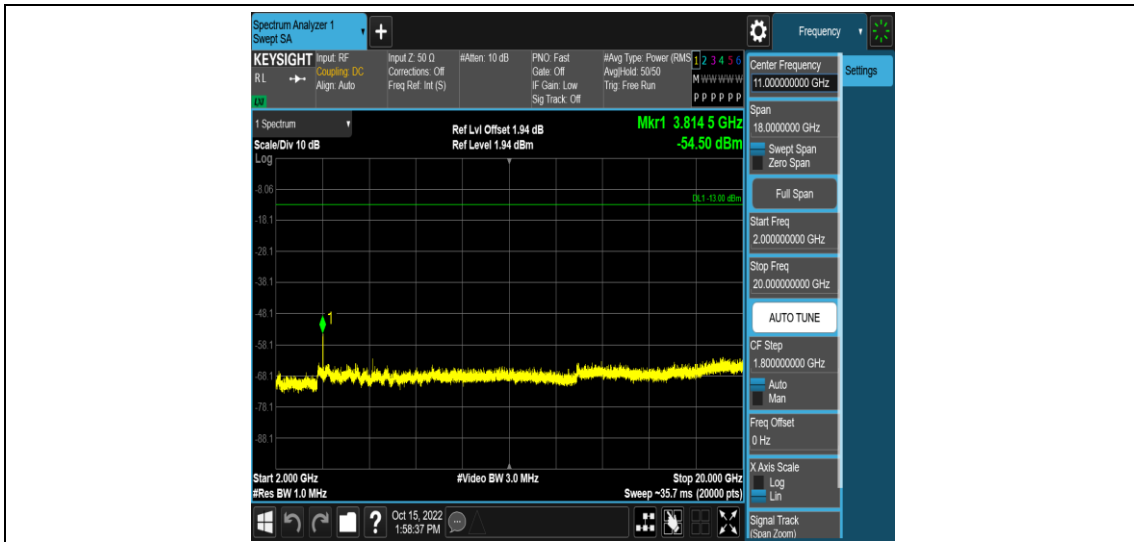 Spectrum Analyzer 1
Swept SA
+
Frequency
KEYSIGHT
RL
LXI
Input: RF
Coupling: DC
Align: Auto
Input Z: 50 Ω
Corrections: Off
Freq Ref: Int (S)
#Atten: 10 dB
PNO: Fast
Gate: Off
IF Gain: Low
Sig Track: Off
#Avg Type: Power (RMS
Avg|Hold: 50/50
Trig: Free Run
1 2 3 4 5 6
M W W W W W
P P P P P P
Center Frequency
11.000000000 GHz
Settings
Span
18.0000000 GHz
Swept Span
Zero Span
Full Span
Start Freq
2.000000000 GHz
Stop Freq
20.000000000 GHz
AUTO TUNE
CF Step
1.800000000 GHz
Auto
Man
Freq Offset
0 Hz
X Axis Scale
Log
Lin
Signal Track
(Span Zoom)
1 Spectrum
Scale/Div 10 dB
Ref Lvl Offset 1.94 dB
Ref Level 1.94 dBm
Mkr1 3.814 5 GHz
-54.50 dBm
Log
-8.06
DL1 -13.00 dBm
-18.1
-28.1
-38.1
-48.1
1
-58.1
-68.1
-78.1
-88.1
Start 2.000 GHz
#Video BW 3.0 MHz
Stop 20.000 GHz
#Res BW 1.0 MHz
Sweep ~35.7 ms (20000 pts)
?
Oct 15, 2022
1:58:37 PM